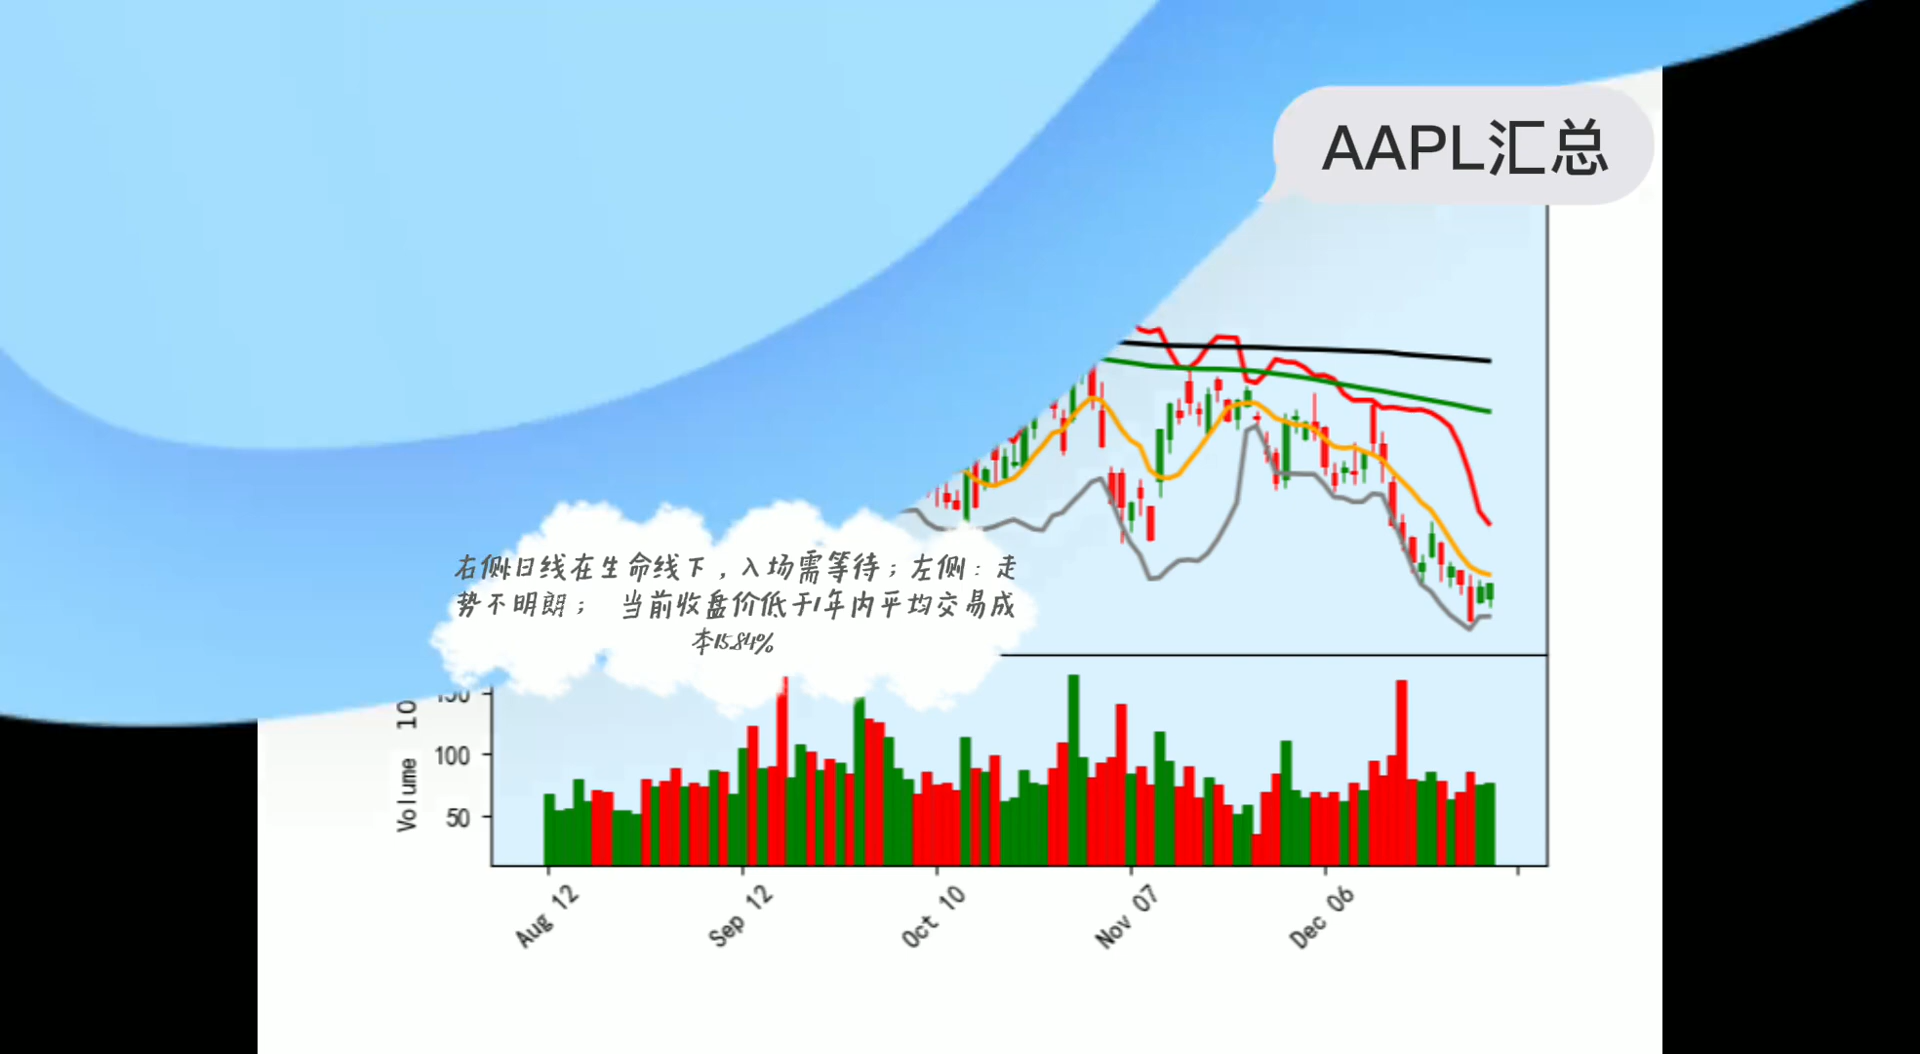 AAPL汇总
右侧:日线在生命线下，入场需等待；左侧：走
势不明朗； 当前收盘价低于1年内平均交易成
本15.84%
Volume 10
100
50
Aug 12
Sep 12
Oct 10
Nov 07
Dec 06